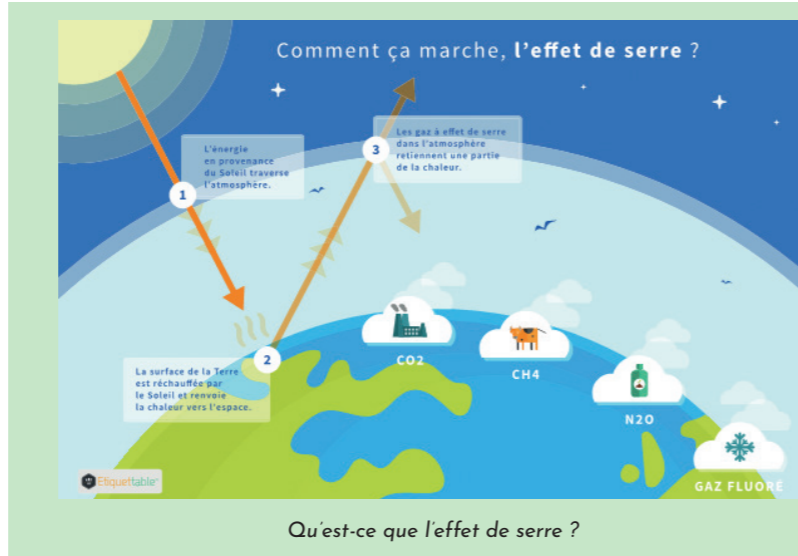 Comment ça marche, l'effet de serre ?
L'énergie
en provenance
du Soleil traverse
l'atmosphère.
1
Les gaz à effet de serre
dans l'atmosphère
retiennent une partie
de la chaleur.
3
2
La surface de la Terre
est réchauffée par
le Soleil et renvoie
la chaleur vers l'espace.
CO2
CH4
N2O
GAZ FLUORÉ
Etiquettable
Qu'est-ce que l'effet de serre ?